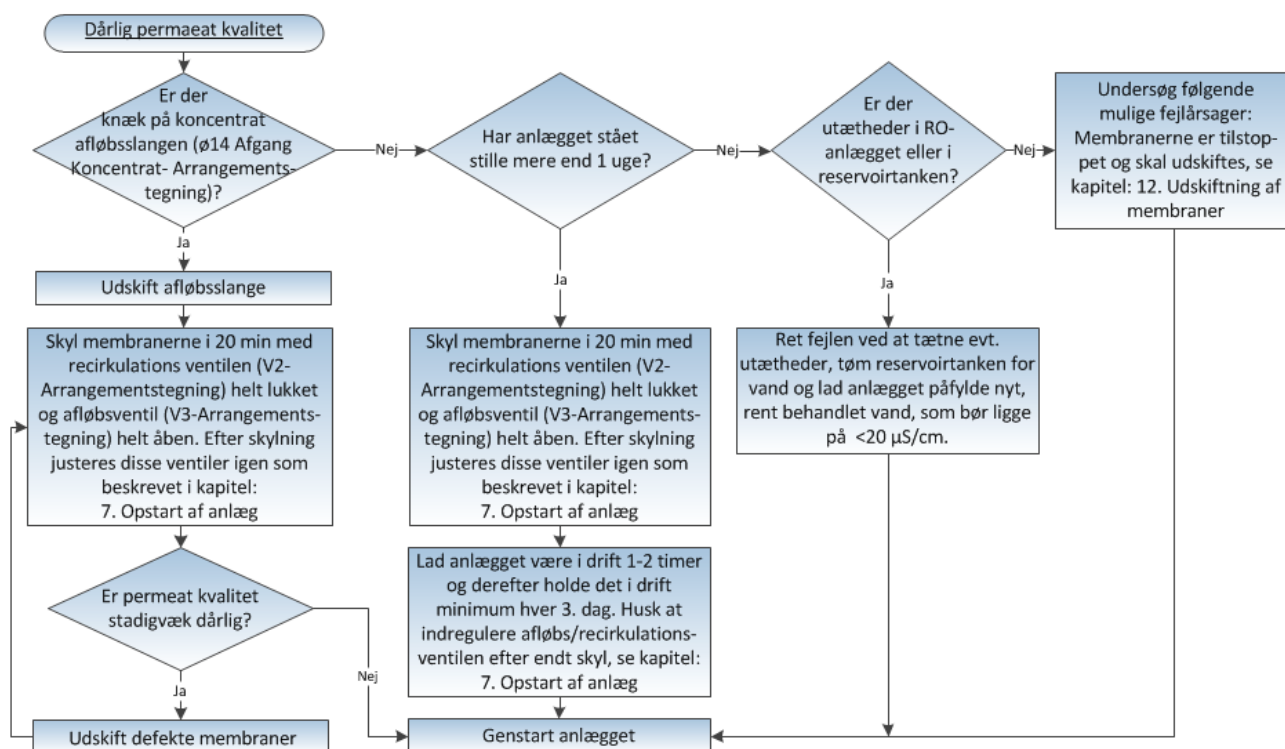 Dårlig permaeat kvalitet
Er der
knæk på koncentrat
afløbsslangen (ø14 Afgang
Koncentrat- Arrangements-
tegning)?
Nej
Ja
Udskift afløbsslange
Skyl membranerne i 20 min med
recirkulations ventilen (V2-
Arrangementstegning) helt lukket
og afløbsventil (V3-Arrangements-
tegning) helt åben. Efter skylning
justeres disse ventiler igen som
beskrevet i kapitel:
7. Opstart af anlæg
Er permeat kvalitet
stadigvæk dårlig?
Nej
Ja
Udskift defekte membraner
Har anlægget stået
stille mere end 1 uge?
Nej
Ja
Skyl membranerne i 20 min med
recirkulations ventilen (V2-
Arrangementstegning) helt lukket
og afløbsventil (V3-Arrangements-
tegning) helt åben. Efter skylning
justeres disse ventiler igen som
beskrevet i kapitel:
7. Opstart af anlæg
Lad anlægget være i drift 1-2 timer
og derefter holde det i drift
minimum hver 3. dag. Husk at
indregulere afløbs/recirkulations-
ventilen efter endt skyl, se kapitel:
7. Opstart af anlæg
Genstart anlægget
Er der
utætheder i RO-
anlægget eller i
reservoirtanken?
Nej
Ja
Ret fejlen ved at tætne evt.
utætheder, tøm reservoirtanken for
vand og lad anlægget påfylde nyt,
rent behandlet vand, som bør ligge
på <20 µS/cm.
Undersøg følgende
mulige fejlårsager:
Membranerne er tilstop-
pet og skal udskiftes, se
kapitel: 12. Udskiftning af
membraner